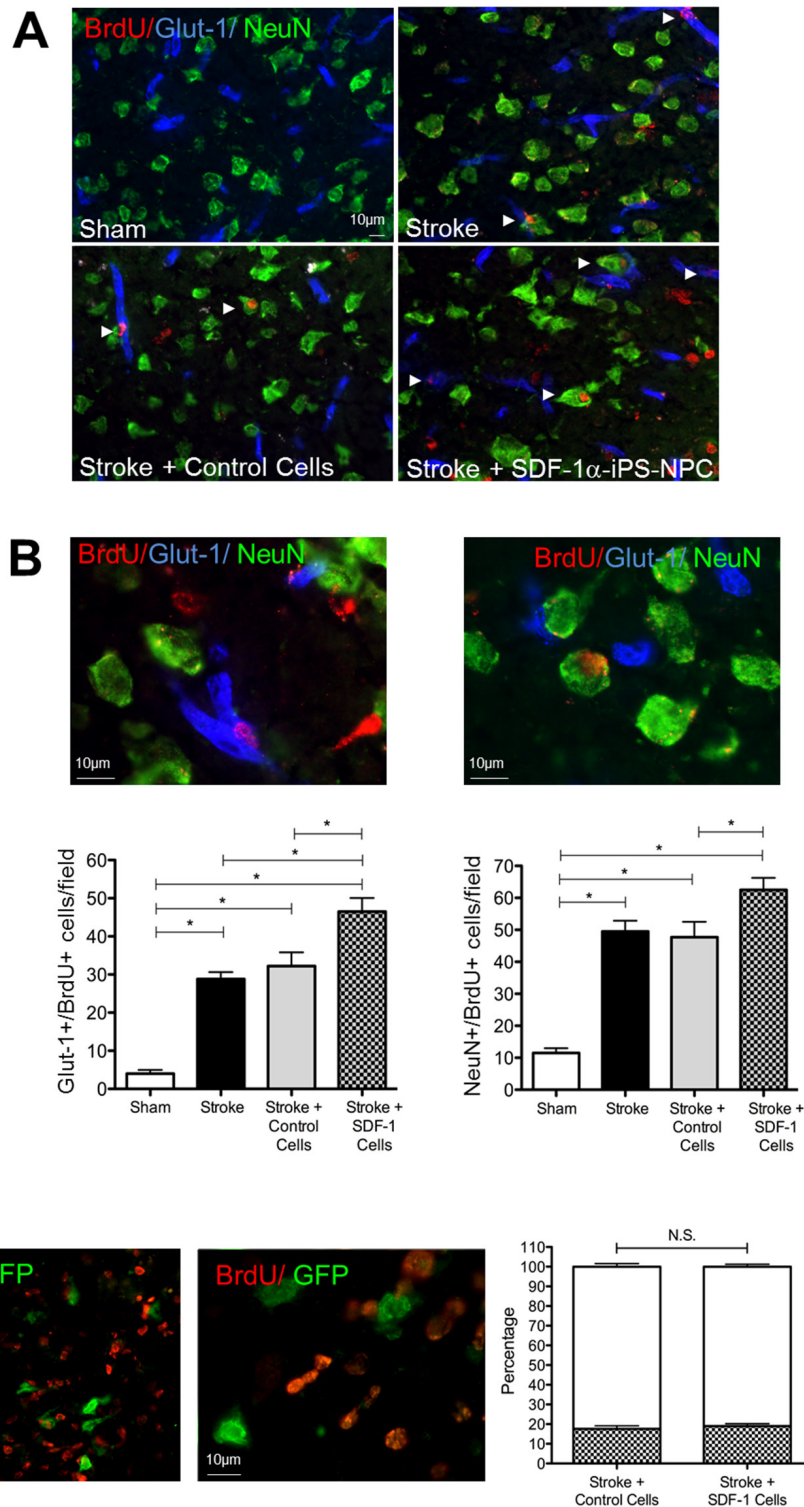 A
BrdU/Glut-1/ NeuN
Sham
10µm
Stroke
Stroke + Control Cells
Stroke + SDF-1α-iPS-NPC
B
BrdU/Glut-1/ NeuN
10µm
BrdU/Glut-1/ NeuN
10µm
Glut-1+/BrdU+ cells/field
60
50
40
30
20
10
0
*
*
*
*
*
Sham
Stroke
Stroke +
Control
Cells
Stroke +
SDF-1
Cells
NeuN+/BrdU+ cells/field
70
60
50
40
30
20
10
0
*
*
*
*
Sham
Stroke
Stroke +
Control
Cells
Stroke +
SDF-1
Cells
FP
BrdU/ GFP
10µm
Percentage
110
100
90
80
70
60
50
40
30
20
10
0
N.S.
Stroke +
Control Cells
Stroke +
SDF-1 Cells